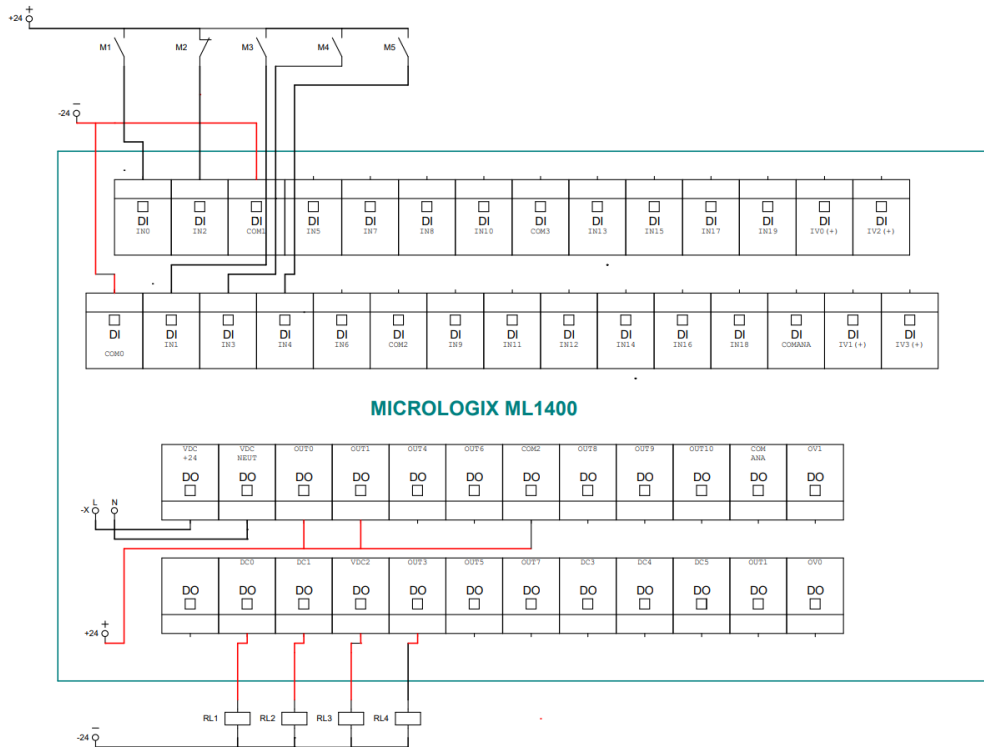 +
+24
M1 M2 M3 M4 M5
−
-24
DI DI DI DI DI DI DI DI DI DI DI DI DI DI
IN0 IN2 COM1 IN5 IN7 IN8 IN10 COM3 IN13 IN15 IN17 IN19 IV0(+) IV2(+)
DI DI DI DI DI DI DI DI DI DI DI DI DI DI DI
COM0 IN1 IN3 IN4 IN6 COM2 IN9 IN11 IN12 IN14 IN16 IN18 COMANA IV1(+) IV3(+)
MICROLOGIX ML1400
VDC VDC OUT0 OUT1 OUT4 OUT6 COM2 OUT8 OUT9 OUT10 COM OV1
+24 NEUT ANA
DO DO DO DO DO DO DO DO DO DO DO DO
-X L N
DC0 DC1 VDC2 OUT3 OUT5 OUT7 DC3 DC4 DC5 OUT1 OV0
DO DO DO DO DO DO DO DO DO DO DO DO
+
+24
RL1 RL2 RL3 RL4
−
-24